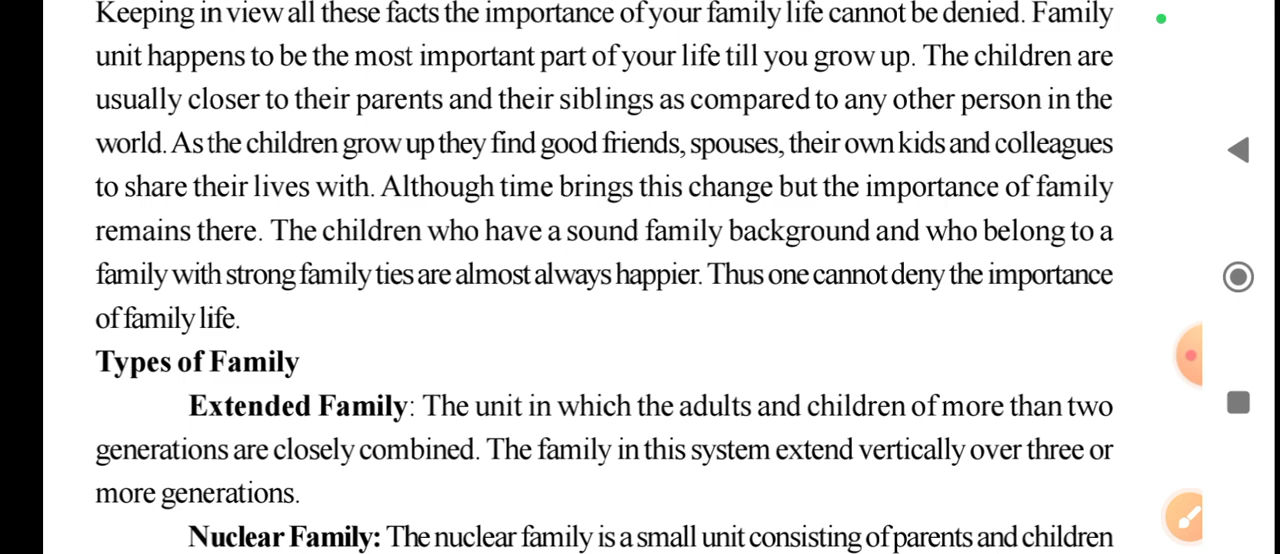 Keeping in view all these facts the importance of your family life cannot be denied. Family
unit happens to be the most important part of your life till you grow up. The children are
usually closer to their parents and their siblings as compared to any other person in the
world. As the children grow up they find good friends, spouses, their own kids and colleagues
to share their lives with. Although time brings this change but the importance of family
remains there. The children who have a sound family background and who belong to a
family with strong family ties are almost always happier. Thus one cannot deny the importance
of family life.
Types of Family
Extended Family: The unit in which the adults and children of more than two
generations are closely combined. The family in this system extend vertically over three or
more generations.
Nuclear Family: The nuclear family is a small unit consisting of parents and children